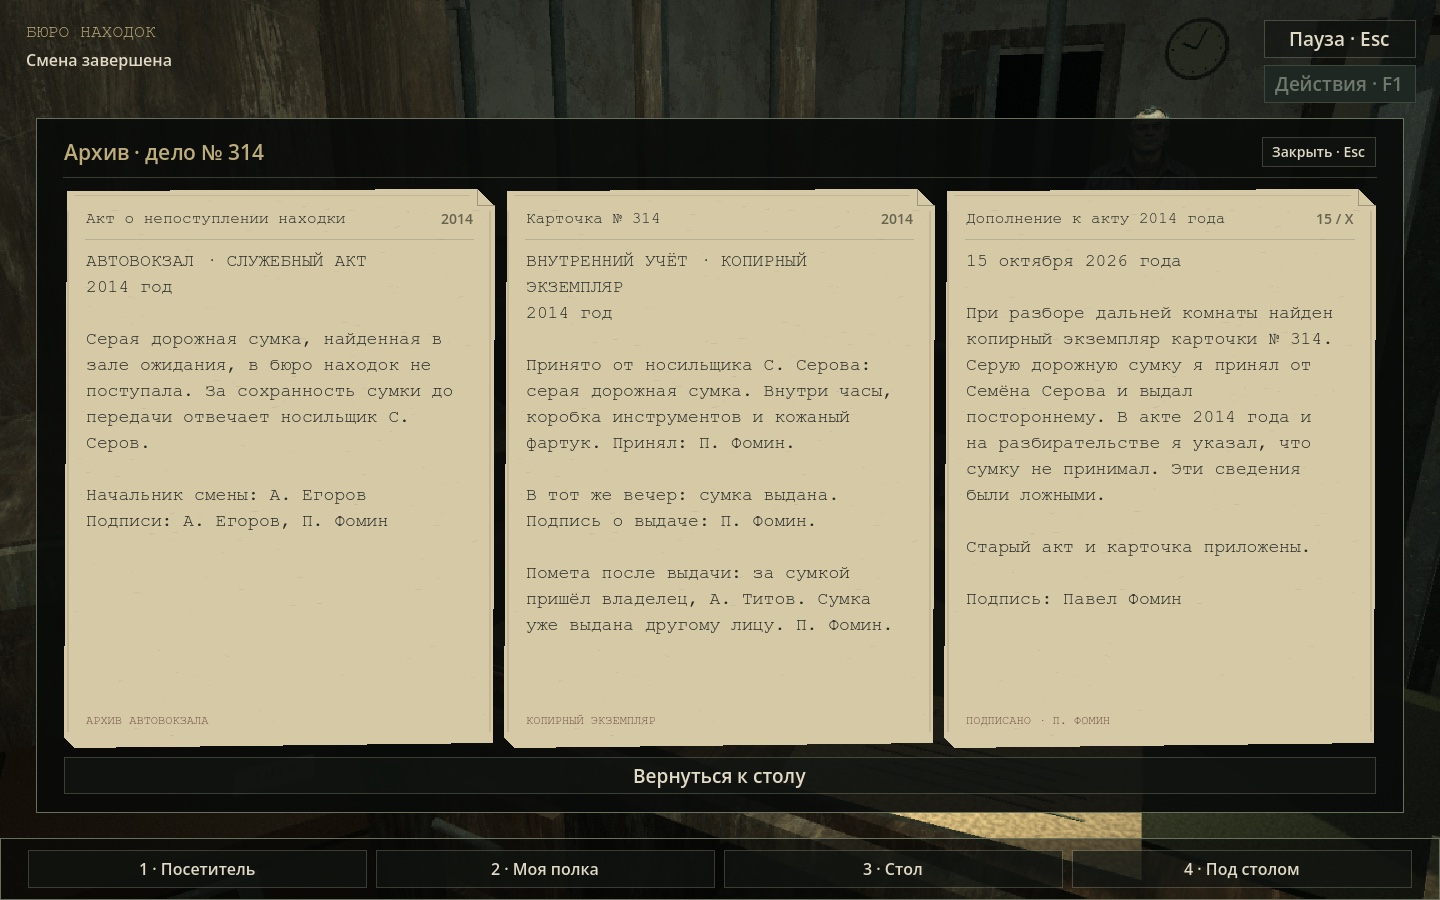 БЮРО НАХОДОК
Смена завершена
Пауза · Esc
Действия · F1
Архив · дело № 314
Закрыть · Esc
Акт о непоступлении находки 2014
АВТОВОКЗАЛ · СЛУЖЕБНЫЙ АКТ
2014 год
Серая дорожная сумка, найденная в
зале ожидания, в бюро находок не
поступала. За сохранность сумки до
передачи отвечает носильщик С.
Серов.
Начальник смены: А. Егоров
Подписи: А. Егоров, П. Фомин
АРХИВ АВТОВОКЗАЛА
Карточка № 314 2014
ВНУТРЕННИЙ УЧЁТ · КОПИРНЫЙ
ЭКЗЕМПЛЯР
2014 год
Принято от носильщика С. Серова:
серая дорожная сумка. Внутри часы,
коробка инструментов и кожаный
фартук. Принял: П. Фомин.
В тот же вечер: сумка выдана.
Подпись о выдаче: П. Фомин.
Помета после выдачи: за сумкой
пришёл владелец, А. Титов. Сумка
уже выдана другому лицу. П. Фомин.
КОПИРНЫЙ ЭКЗЕМПЛЯР
Дополнение к акту 2014 года 15 / X
15 октября 2026 года
При разборе дальней комнаты найден
копирный экземпляр карточки № 314.
Серую дорожную сумку я принял от
Семёна Серова и выдал
постороннему. В акте 2014 года и
на разбирательстве я указал, что
сумку не принимал. Эти сведения
были ложными.
Старый акт и карточка приложены.
Подпись: Павел Фомин
ПОДПИСАНО · П. ФОМИН
Вернуться к столу
1 · Посетитель
2 · Моя полка
3 · Стол
4 · Под столом